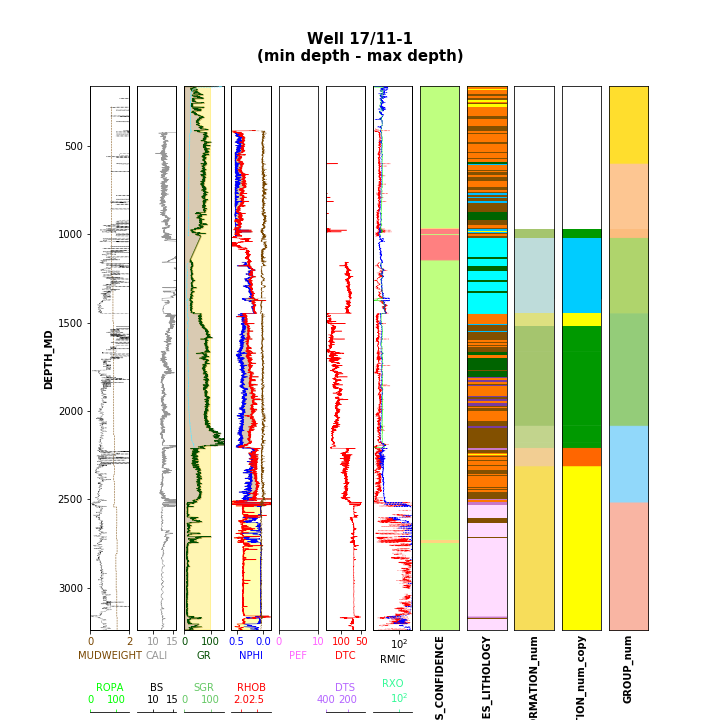 Well 17/11-1
(min depth - max depth)
DEPTH_MD
500
1000
1500
2000
2500
3000
0 2 10 15 0 100 0.5 0.0 0 10 100 50 10²
MUDWEIGHT CALI GR NPHI PEF DTC RMIC
ROPA BS SGR RHOB DTS RXO
0 100 10 15 0 100 2.0 2.5 400 200 10²
S_CONFIDENCE
ES_LITHOLOGY
RMATION_num
TION_num_copy
GROUP_num